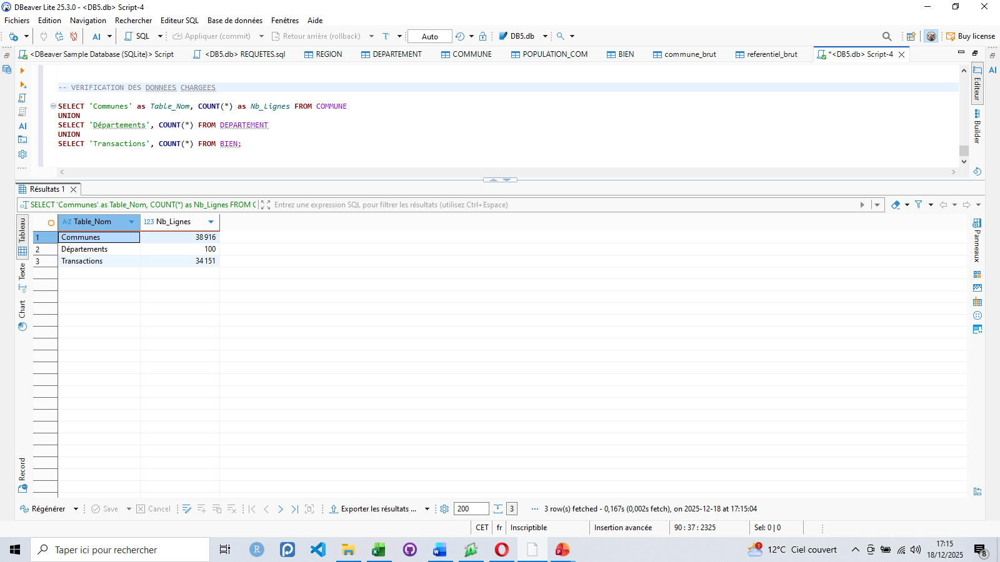 DBeaver Lite 25.3.0 - <DB5.db> Script-4
Fichiers Edition Navigation Rechercher Editeur SQL Base de données Fenêtres Aide
AI SQL Appliquer (commit) Retour arrière (rollback) T Auto DB5.db Buy license
<DBeaver Sample Database (SQLite)> Script <DB5.db> REQUETES.sql REGION DEPARTEMENT COMMUNE POPULATION_COM BIEN commune_brut referentiel_brut *<DB5.db> Script-4
AI
AI
Editeur
Builder
-- VERIFICATION DES DONNEES CHARGEES
SELECT 'Communes' as Table_Nom, COUNT(*) as Nb_Lignes FROM COMMUNE
UNION
SELECT 'Départements', COUNT(*) FROM DEPARTEMENT
UNION
SELECT 'Transactions', COUNT(*) FROM BIEN;
Résultats 1
SELECT 'Communes' as Table_Nom, COUNT(*) as Nb_Lignes FROM C Entrez une expression SQL pour filtrer les résultats (utilisez Ctrl+Espace)
Tableau
Texte
Chart
Record
Panneaux
A-Z Table_Nom 123 Nb_Lignes
1 Communes 38 916
2 Départements 100
3 Transactions 34 151
Régénérer Save Cancel Exporter les résultats ... 200 3 3 row(s) fetched - 0,167s (0,002s fetch), on 2025-12-18 at 17:15:04
CET fr Inscriptible Insertion avancée 90 : 37 : 2325 Sel: 0 | 0
Taper ici pour rechercher R 12°C Ciel couvert 17:15
18/12/2025
1
8